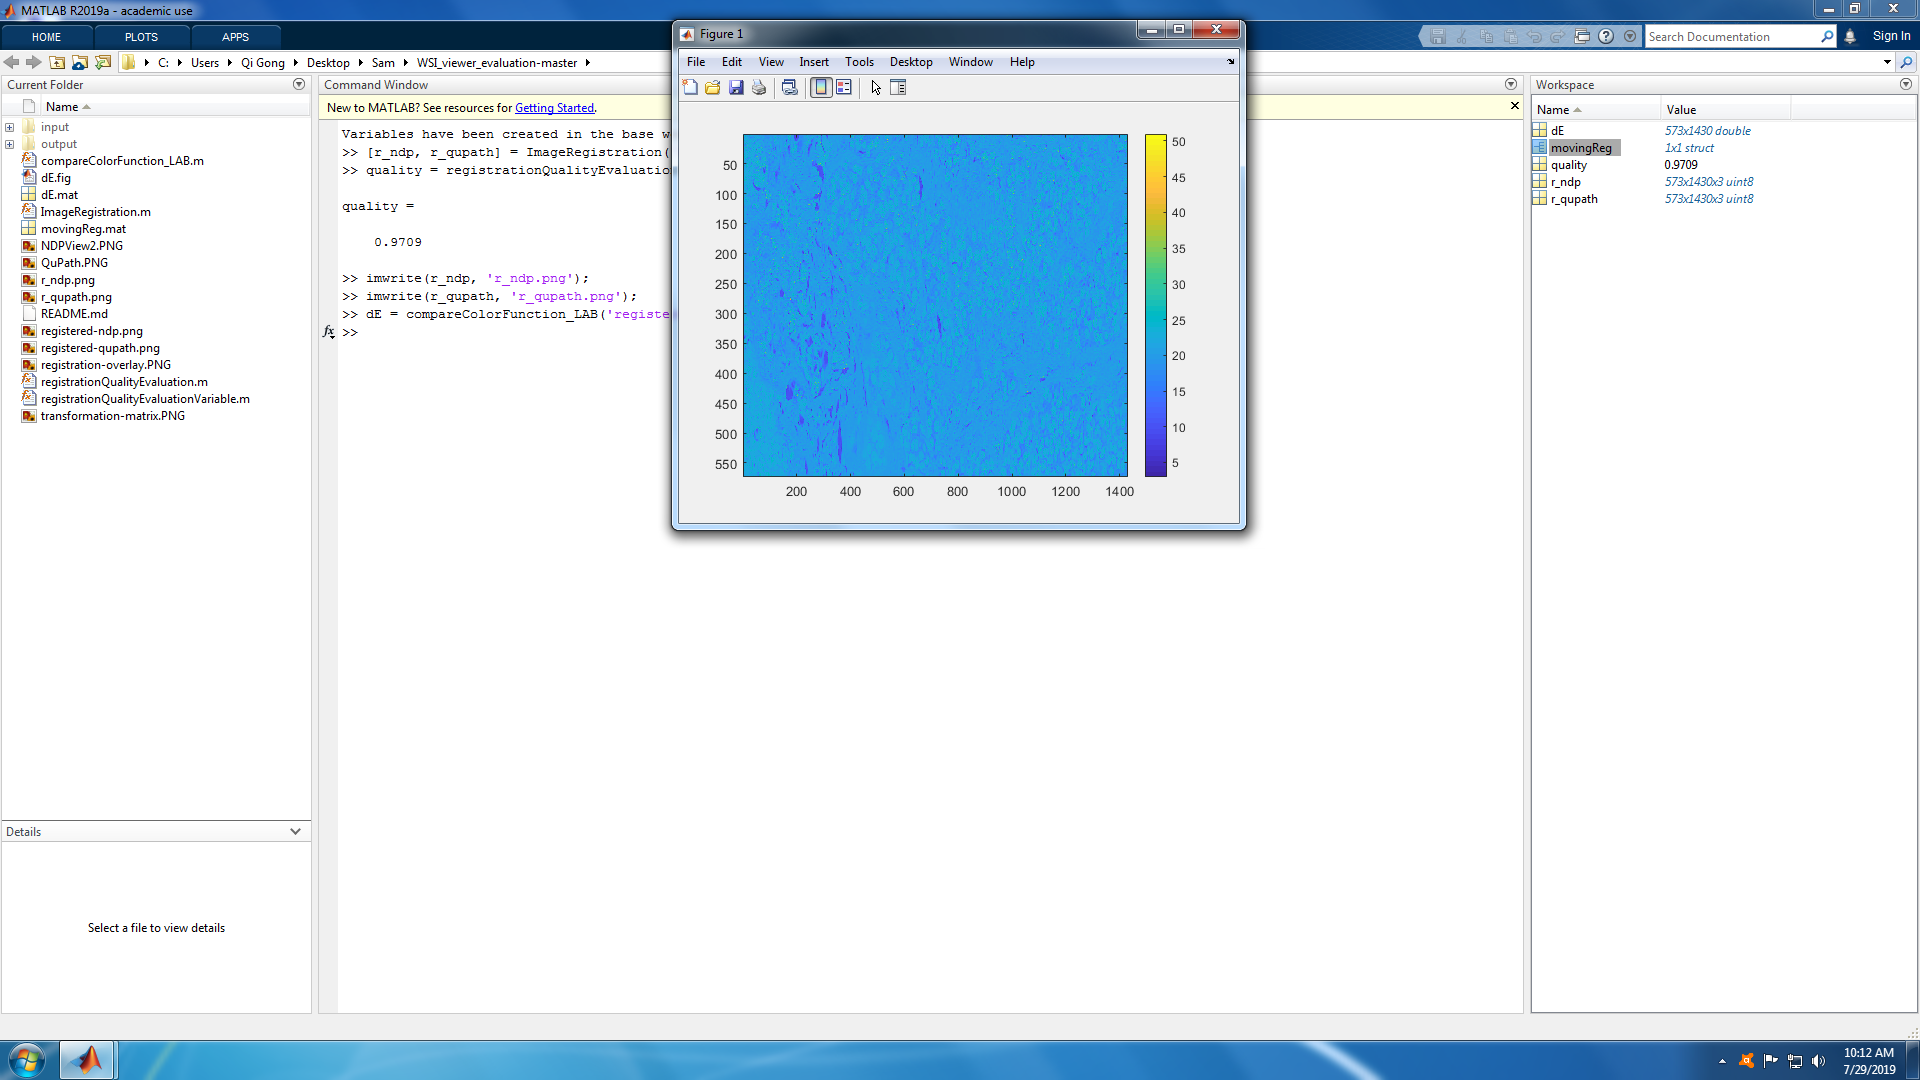 MATLAB R2019a - academic use
HOME
PLOTS
APPS
Search Documentation
Sign In
C: Users Qi Gong Desktop Sam WSI_viewer_evaluation-master
Current Folder
Name
input
output
compareColorFunction_LAB.m
dE.fig
dE.mat
ImageRegistration.m
movingReg.mat
NDPView2.PNG
QuPath.PNG
r_ndp.png
r_qupath.png
README.md
registered-ndp.png
registered-qupath.png
registration-overlay.PNG
registrationQualityEvaluation.m
registrationQualityEvaluationVariable.m
transformation-matrix.PNG
Details
Select a file to view details
Command Window
New to MATLAB? See resources for Getting Started.
Variables have been created in the base w
>> [r_ndp, r_qupath] = ImageRegistration(
>> quality = registrationQualityEvaluatio
quality =
0.9709
>> imwrite(r_ndp, 'r_ndp.png');
>> imwrite(r_qupath, 'r_qupath.png');
>> dE = compareColorFunction_LAB('registe
fx >>
Figure 1
File Edit View Insert Tools Desktop Window Help
50
100
150
200
250
300
350
400
450
500
550
200 400 600 800 1000 1200 1400
50
45
40
35
30
25
20
15
10
5
Workspace
Name Value
dE 573x1430 double
movingReg 1x1 struct
quality 0.9709
r_ndp 573x1430x3 uint8
r_qupath 573x1430x3 uint8
10:12 AM
7/29/2019